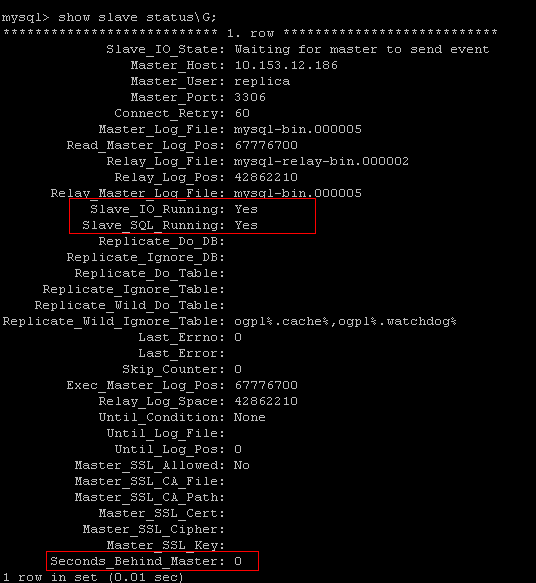 mysql> show slave status\G;
*************************** 1. row ***************************
Slave_IO_State: Waiting for master to send event
Master_Host: 10.153.12.186
Master_User: replica
Master_Port: 3306
Connect_Retry: 60
Master_Log_File: mysql-bin.000005
Read_Master_Log_Pos: 67776700
Relay_Log_File: mysql-relay-bin.000002
Relay_Log_Pos: 42862210
Relay_Master_Log_File: mysql-bin.000005
Slave_IO_Running: Yes
Slave_SQL_Running: Yes
Replicate_Do_DB:
Replicate_Ignore_DB:
Replicate_Do_Table:
Replicate_Ignore_Table:
Replicate_Wild_Do_Table:
Replicate_Wild_Ignore_Table: ogpl%.cache%,ogpl%.watchdog%
Last_Errno: 0
Last_Error:
Skip_Counter: 0
Exec_Master_Log_Pos: 67776700
Relay_Log_Space: 42862210
Until_Condition: None
Until_Log_File:
Until_Log_Pos: 0
Master_SSL_Allowed: No
Master_SSL_CA_File:
Master_SSL_CA_Path:
Master_SSL_Cert:
Master_SSL_Cipher:
Master_SSL_Key:
Seconds_Behind_Master: 0
1 row in set (0.01 sec)